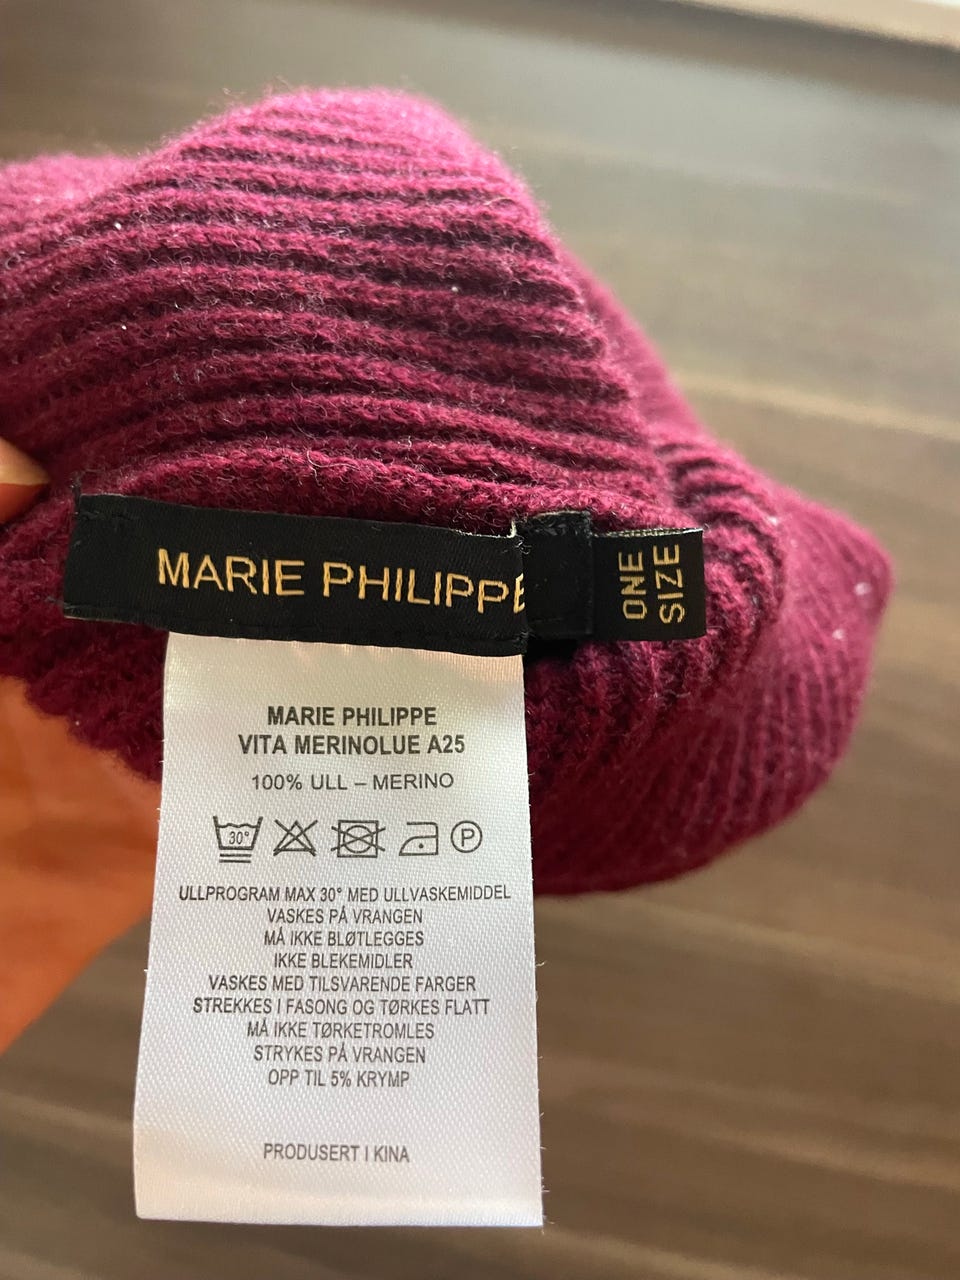 MARIE PHILIPPE
ONE
SIZE
MARIE PHILIPPE
VITA MERINOLUE A25
100% ULL – MERINO
30° P
ULLPROGRAM MAX 30° MED ULLVASKEMIDDEL
VASKES PÅ VRANGEN
MÅ IKKE BLØTLEGGES
IKKE BLEKEMIDLER
VASKES MED TILSVARENDE FARGER
STREKKES I FASONG OG TØRKES FLATT
MÅ IKKE TØRKETROMLES
STRYKES PÅ VRANGEN
OPP TIL 5% KRYMP
PRODUSERT I KINA